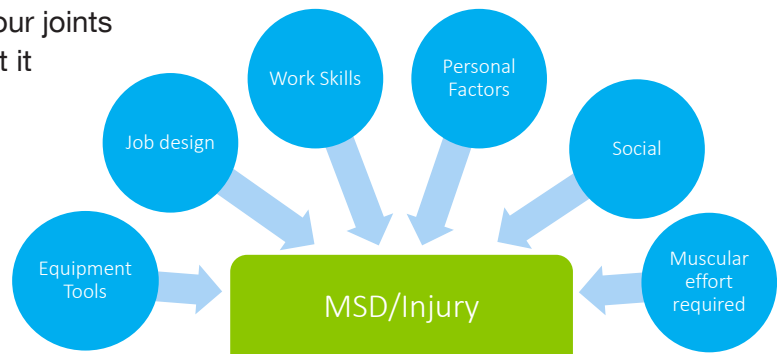 our joints
t it
Work Skills
Personal
Factors
Job design
Social
Equipment
Tools
Muscular
effort
required
MSD/Injury